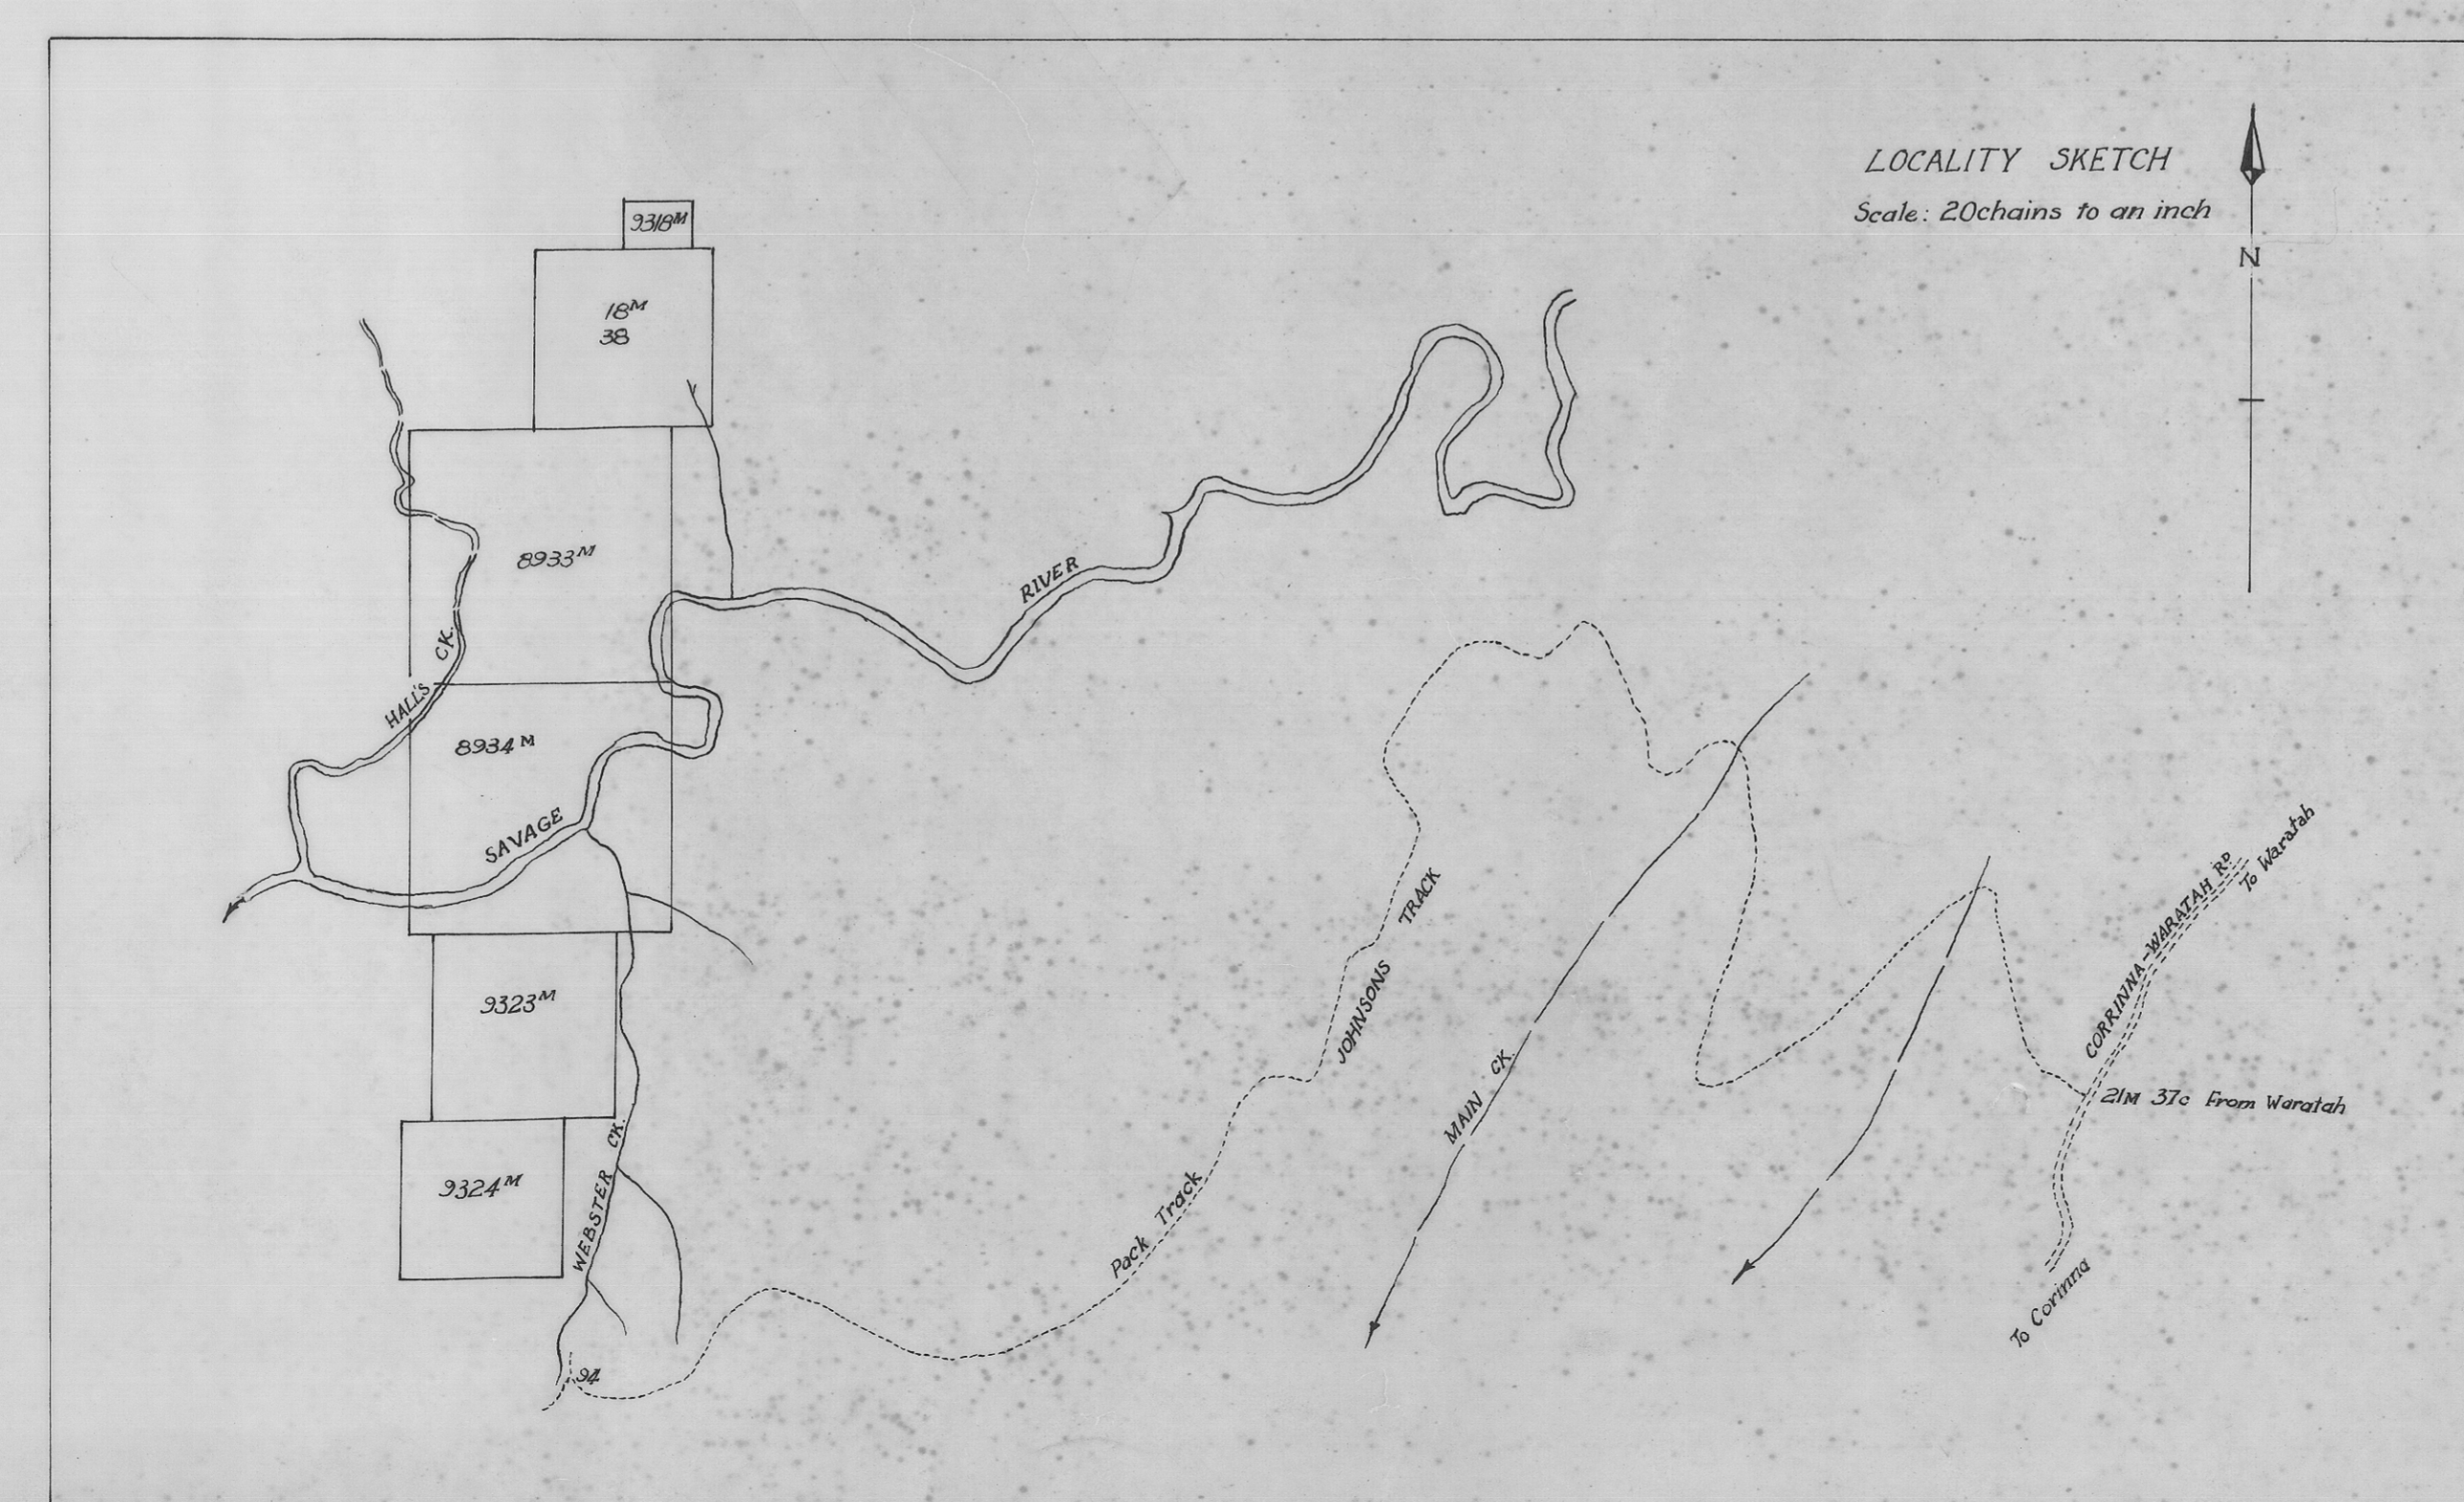 LOCALITY SKETCH
Scale: 20chains to an inch
N
9318M
18M
38
8933M
HALL'S CK.
8934M
SAVAGE RIVER
9323M
9324M
WEBSTER CK.
94
Pack Track
JOHNSONS TRACK
MAIN CK.
CORRINNA-WARATAH RD.
To Waratah
21M 37c From Waratah
To Corinna